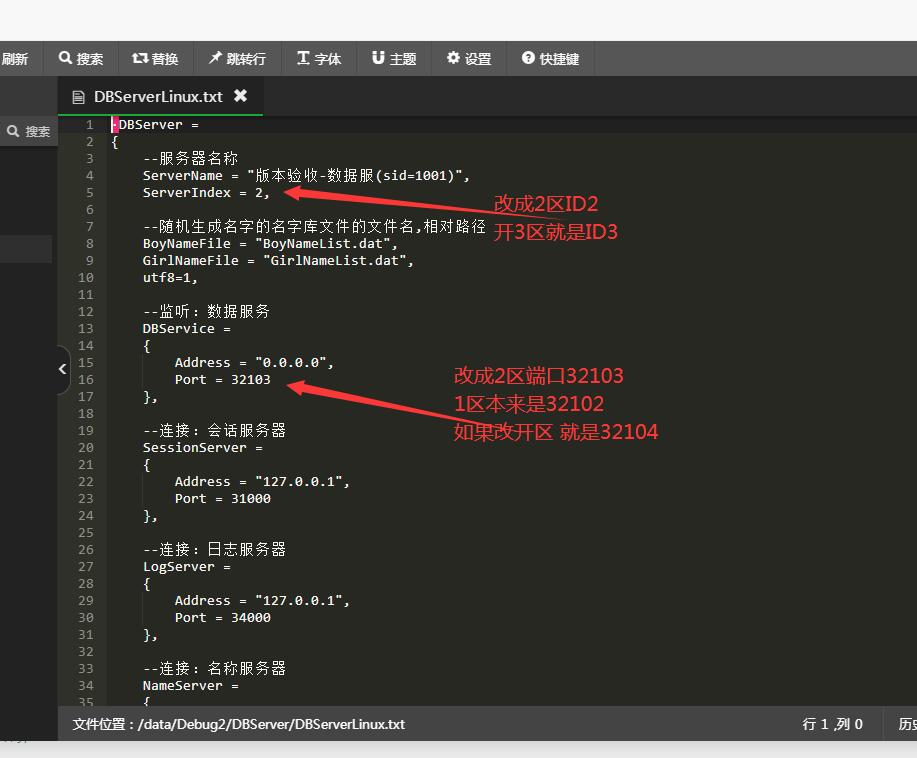 刷新 搜索 替换 跳转行 字体 主题 设置 快捷键
DBServerLinux.txt
搜索
1 DBServer =
2 {
3 --服务器名称
4 ServerName = "版本验收-数据服(sid=1001)",
5 ServerIndex = 2,
改成2区ID2
6
7 --随机生成名字的名字库文件的文件名,相对路径
开3区就是ID3
8 BoyNameFile = "BoyNameList.dat",
9 GirlNameFile = "GirlNameList.dat",
10 utf8=1,
11
12 --监听: 数据服务
13 DBService =
14 {
15 Address = "0.0.0.0",
16 Port = 32103
改成2区端口32103
17 },
1区本来是32102
18
19 --连接: 会话服务器
如果改开区 就是32104
20 SessionServer =
21 {
22 Address = "127.0.0.1",
23 Port = 31000
24 },
25
26 --连接: 日志服务器
27 LogServer =
28 {
29 Address = "127.0.0.1",
30 Port = 34000
31 },
32
33 --连接: 名称服务器
34 NameServer =
35 {
文件位置：/data/Debug2/DBServer/DBServerLinux.txt
行 1 ,列 0